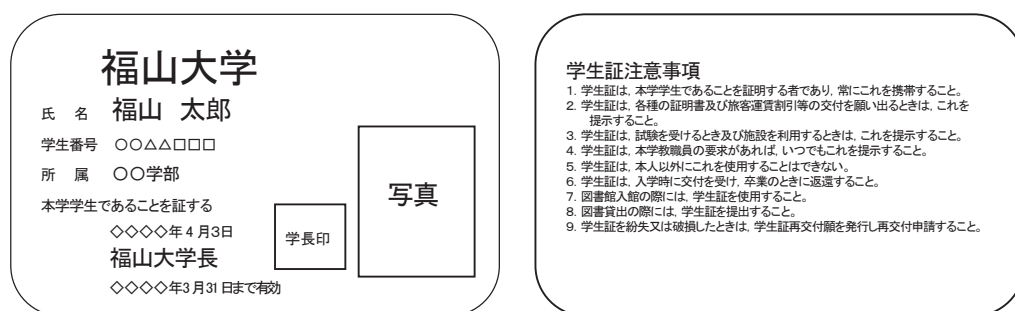 福山大学
氏　名　福山　太郎
学生番号　○○△△□□□
所　属　○○学部
本学学生であることを証する
◇◇◇◇年4月3日
福山大学長
◇◇◇◇年3月31日まで有効
学長印
写真
学生証注意事項
1. 学生証は, 本学学生であることを証明する者であり, 常にこれを携帯すること。
2. 学生証は, 各種の証明書及び旅客運賃割引等の交付を願い出るときは, これを
提示すること。
3. 学生証は, 試験を受けるとき及び施設を利用するときは, これを提示すること。
4. 学生証は, 本学教職員の要求があれば, いつでもこれを提示すること。
5. 学生証は, 本人以外にこれを使用することはできない。
6. 学生証は, 入学時に交付を受け, 卒業のときに返還すること。
7. 図書館入館の際には, 学生証を使用すること。
8. 図書貸出の際には, 学生証を提出すること。
9. 学生証を紛失又は破損したときは, 学生証再交付願を発行し再交付申請すること。